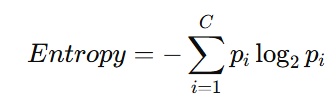 Entropy = − ∑_{i=1}^{C} p_i log_2 p_i